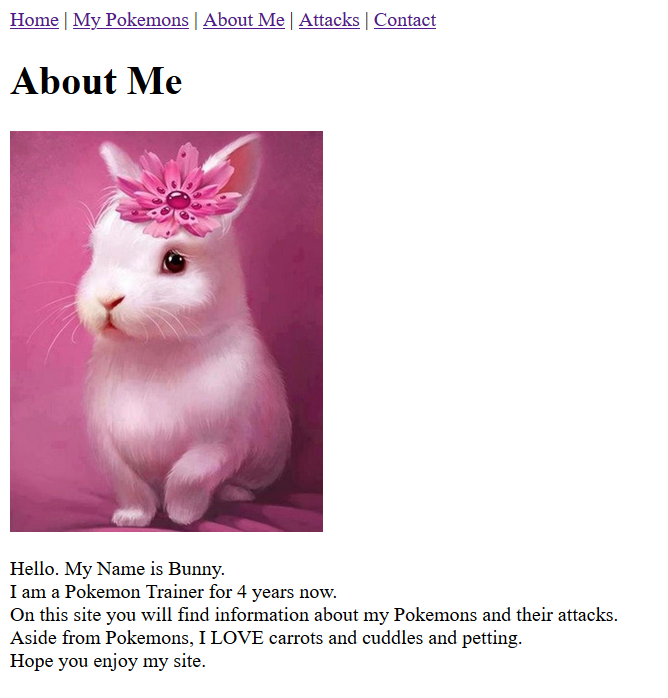 Home | My Pokemons | About Me | Attacks | Contact
About Me
Hello. My Name is Bunny.
I am a Pokemon Trainer for 4 years now.
On this site you will find information about my Pokemons and their attacks.
Aside from Pokemons, I LOVE carrots and cuddles and petting.
Hope you enjoy my site.